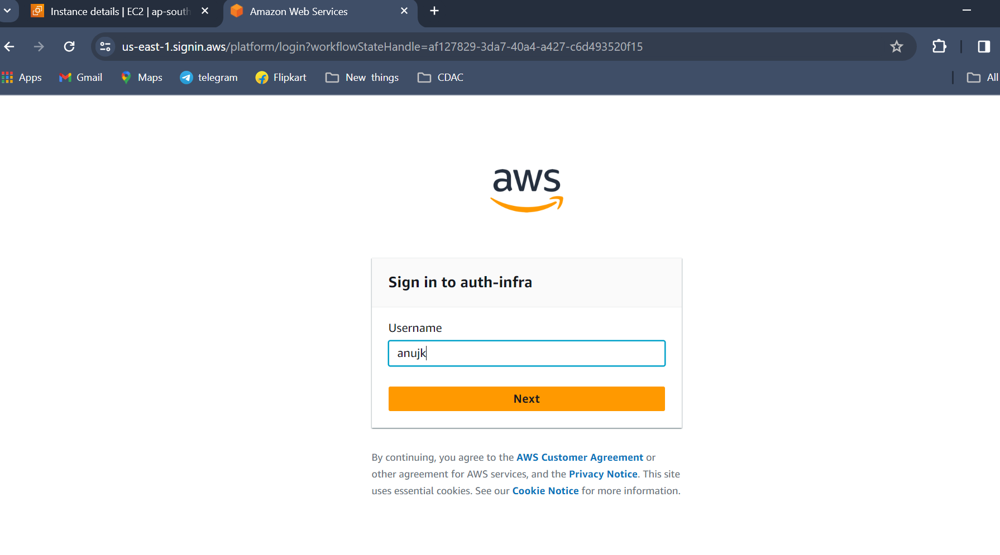 Instance details | EC2 | ap-south
Amazon Web Services
us-east-1.signin.aws/platform/login?workflowStateHandle=af127829-3da7-40a4-a427-c6d493520f15
Apps Gmail Maps telegram Flipkart New things CDAC All
aws
Sign in to auth-infra
Username
anujk
Next
By continuing, you agree to the AWS Customer Agreement or
other agreement for AWS services, and the Privacy Notice. This site
uses essential cookies. See our Cookie Notice for more information.